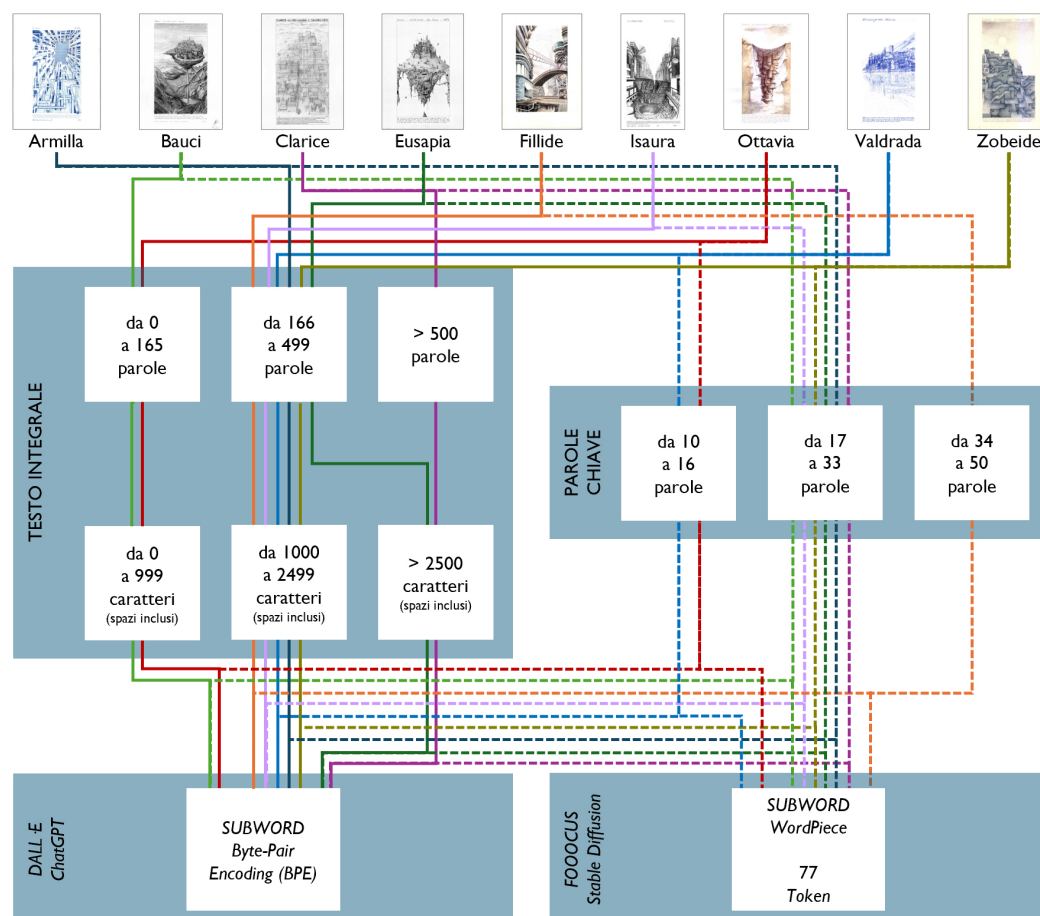 Armilla
Bauci
Clarice
Eusapia
Fillide
Isaura
Ottavia
Valdrada
Zobeide
TESTO INTEGRALE
da 0
a 165
parole
da 166
a 499
parole
> 500
parole
da 0
a 999
caratteri
(spazi inclusi)
da 1000
a 2499
caratteri
(spazi inclusi)
> 2500
caratteri
(spazi inclusi)
PAROLE
CHIAVE
da 10
a 16
parole
da 17
a 33
parole
da 34
a 50
parole
DALL·E
ChatGPT
SUBWORD
Byte-Pair
Encoding (BPE)
FOOOCUS
Stable Diffusion
SUBWORD
WordPiece
77
Token